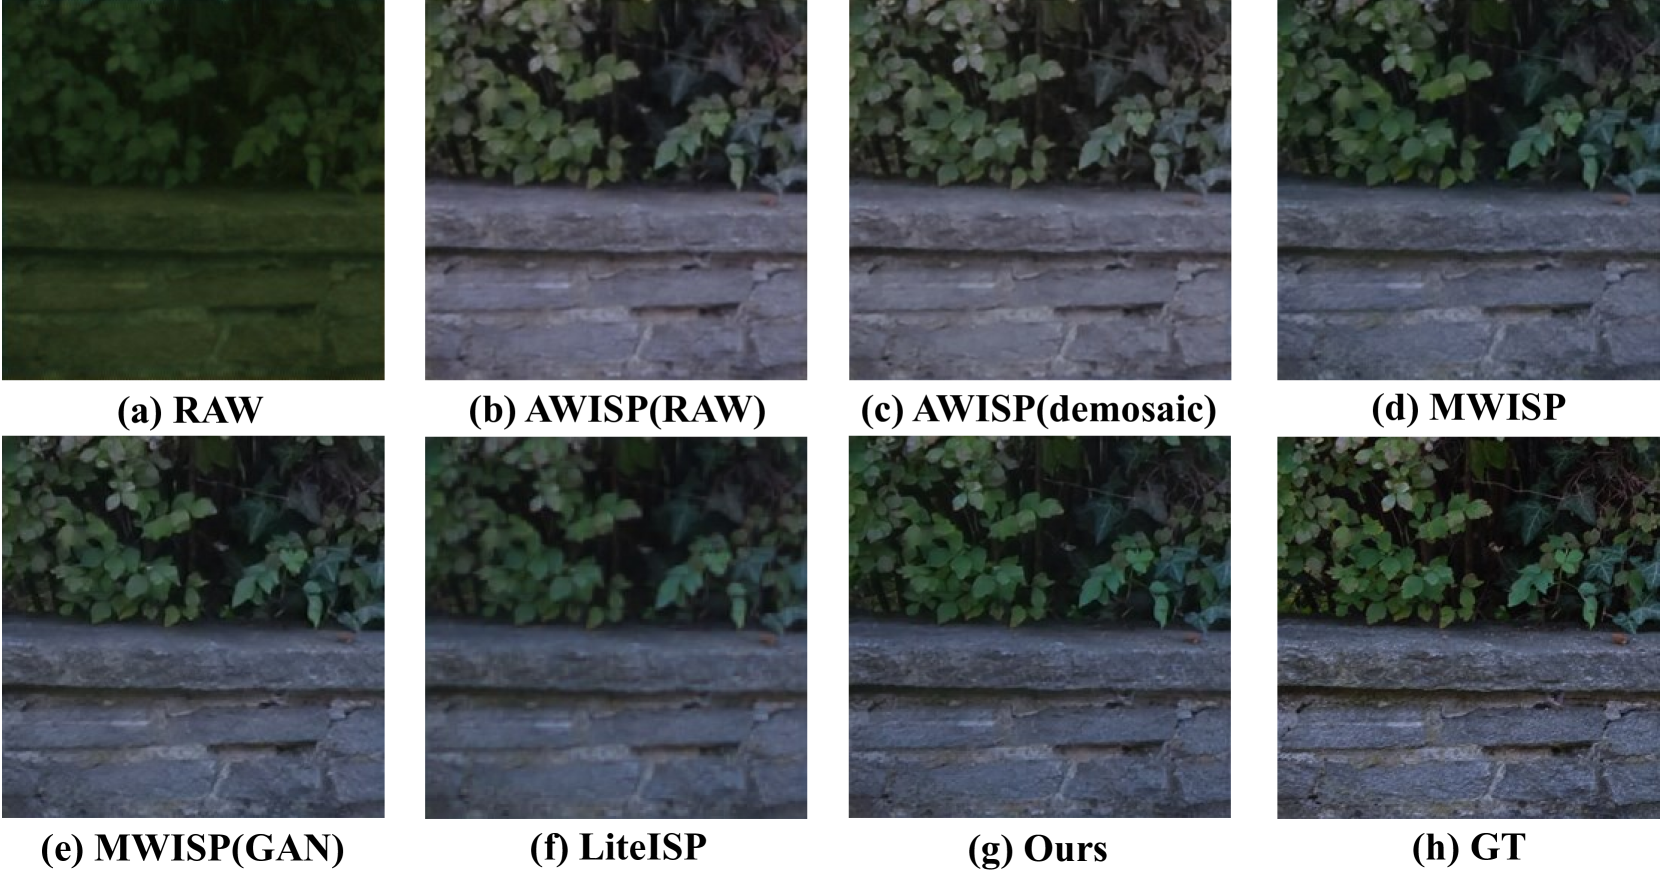 (a) RAW
(b) AWISP(RAW)
(c) AWISP(demosaic)
(d) MWISP
(e) MWISP(GAN)
(f) LiteISP
(g) Ours
(h) GT